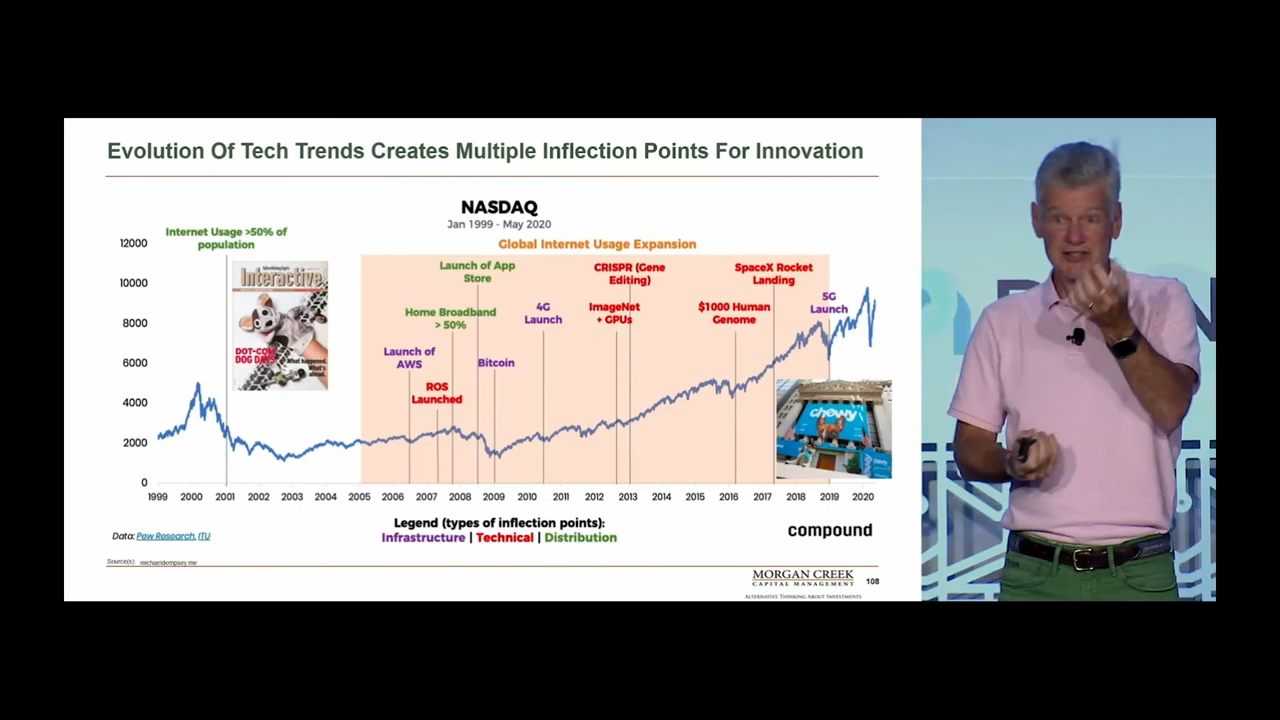 Evolution Of Tech Trends Creates Multiple Inflection Points For Innovation
NASDAQ
Jan 1999 - May 2020
Internet Usage >50% of
population
Global Internet Usage Expansion
12000
10000
8000
6000
4000
2000
0
Interactive
DOT-COM
DOG DAYS
What happened.
What's
ahead.
Launch of App
Store
CRISPR (Gene
Editing)
SpaceX Rocket
Landing
Home Broadband
> 50%
4G
Launch
ImageNet
+ GPUs
$1000 Human
Genome
5G
Launch
Launch of
AWS
Bitcoin
ROS
Launched
chewy
1999 2000 2001 2002 2003 2004 2005 2006 2007 2008 2009 2010 2011 2012 2013 2014 2015 2016 2017 2018 2019 2020
Legend (types of inflection points):
Infrastructure | Technical | Distribution
compound
Data: Pew Research, ITU
Source(s): michaeldempsey.me
MORGAN CREEK
CAPITAL MANAGEMENT
108
ALTERNATIVE THINKING ABOUT INVESTMENTS